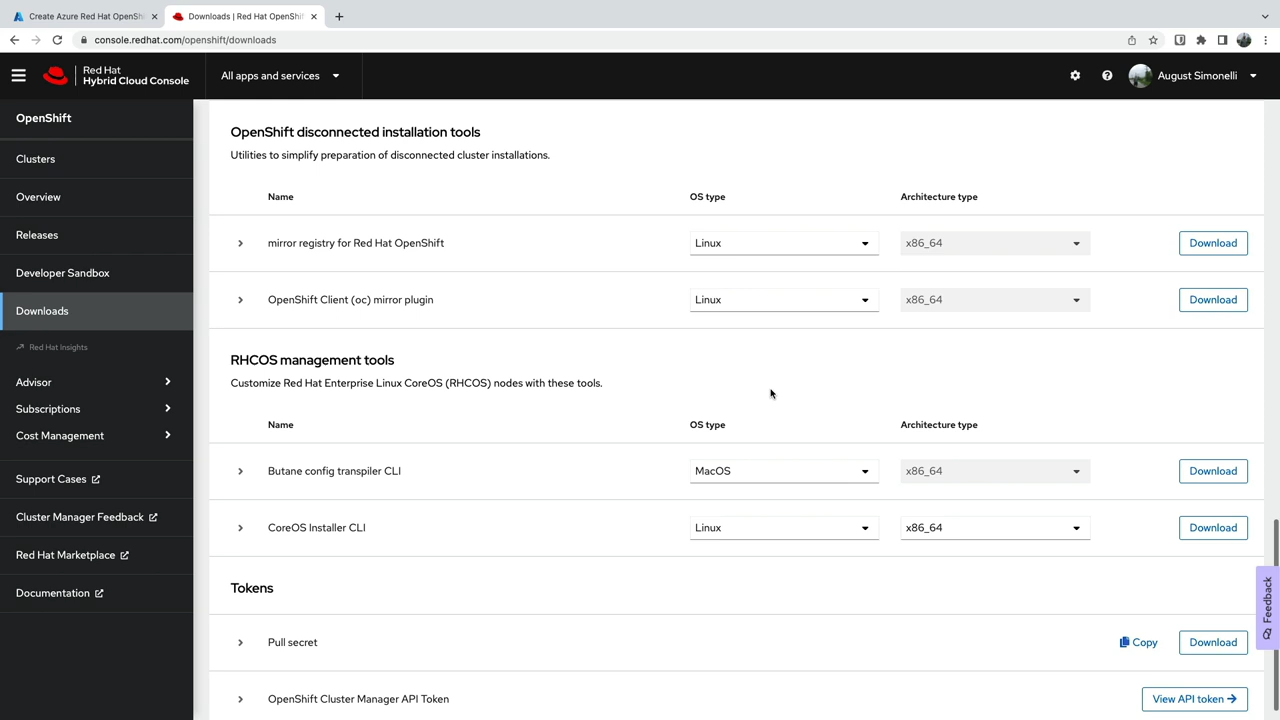 Create Azure Red Hat OpenShi
Downloads | Red Hat OpenShif
console.redhat.com/openshift/downloads
Red Hat
Hybrid Cloud Console
All apps and services
August Simonelli
OpenShift
Clusters
Overview
Releases
Developer Sandbox
Downloads
Red Hat Insights
Advisor
Subscriptions
Cost Management
Support Cases
Cluster Manager Feedback
Red Hat Marketplace
Documentation
OpenShift disconnected installation tools
Utilities to simplify preparation of disconnected cluster installations.
Name OS type Architecture type
mirror registry for Red Hat OpenShift Linux x86_64 Download
OpenShift Client (oc) mirror plugin Linux x86_64 Download
RHCOS management tools
Customize Red Hat Enterprise Linux CoreOS (RHCOS) nodes with these tools.
Name OS type Architecture type
Butane config transpiler CLI MacOS x86_64 Download
CoreOS Installer CLI Linux x86_64 Download
Tokens
Pull secret Copy Download
OpenShift Cluster Manager API Token View API token
Feedback